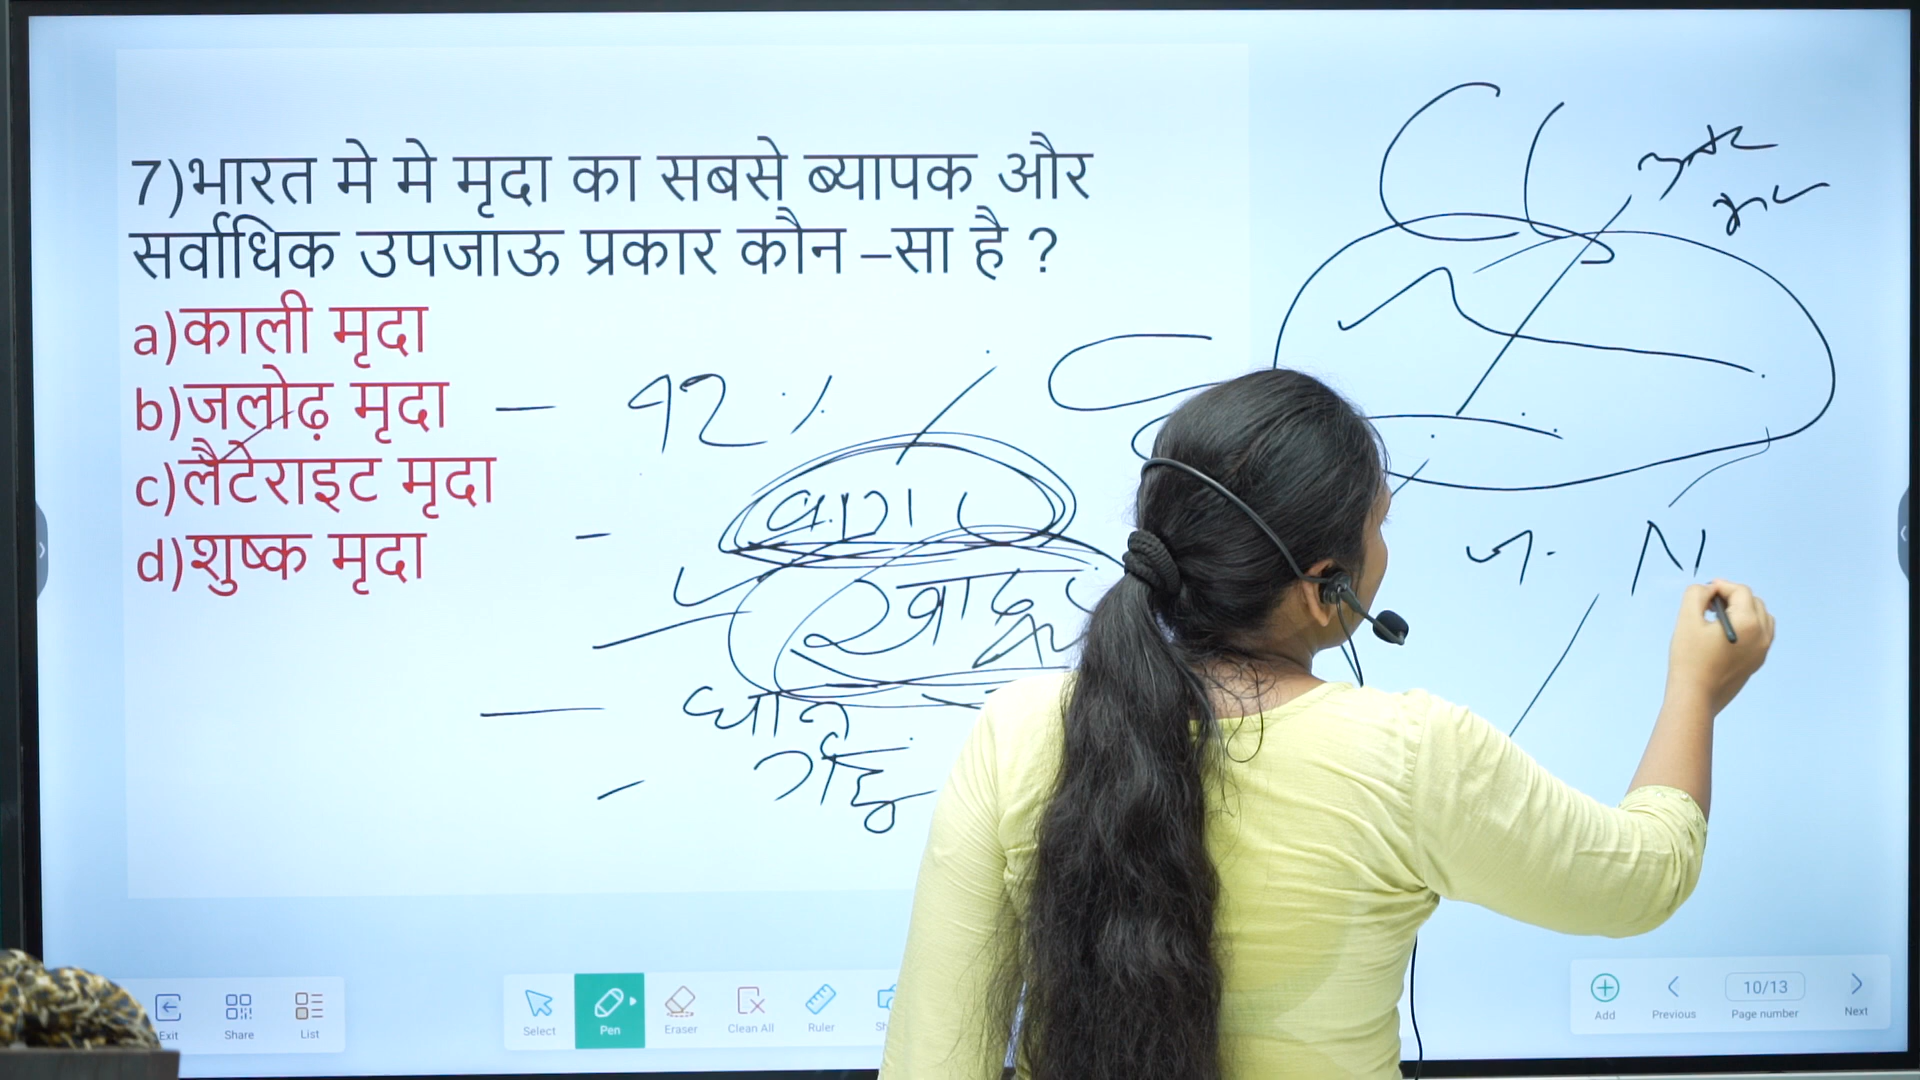 7)भारत मे मे मृदा का सबसे ब्यापक और
सर्वाधिक उपजाऊ प्रकार कौन –सा है ?
a)काली मृदा
b)जलोढ़ मृदा
c)लैटेराइट मृदा
d)शुष्क मृदा
धान
गेहूँ
N
Exit
Share
List
Select
Pen
Eraser
Clean All
Ruler
Add
Previous
10/13
Page number
Next